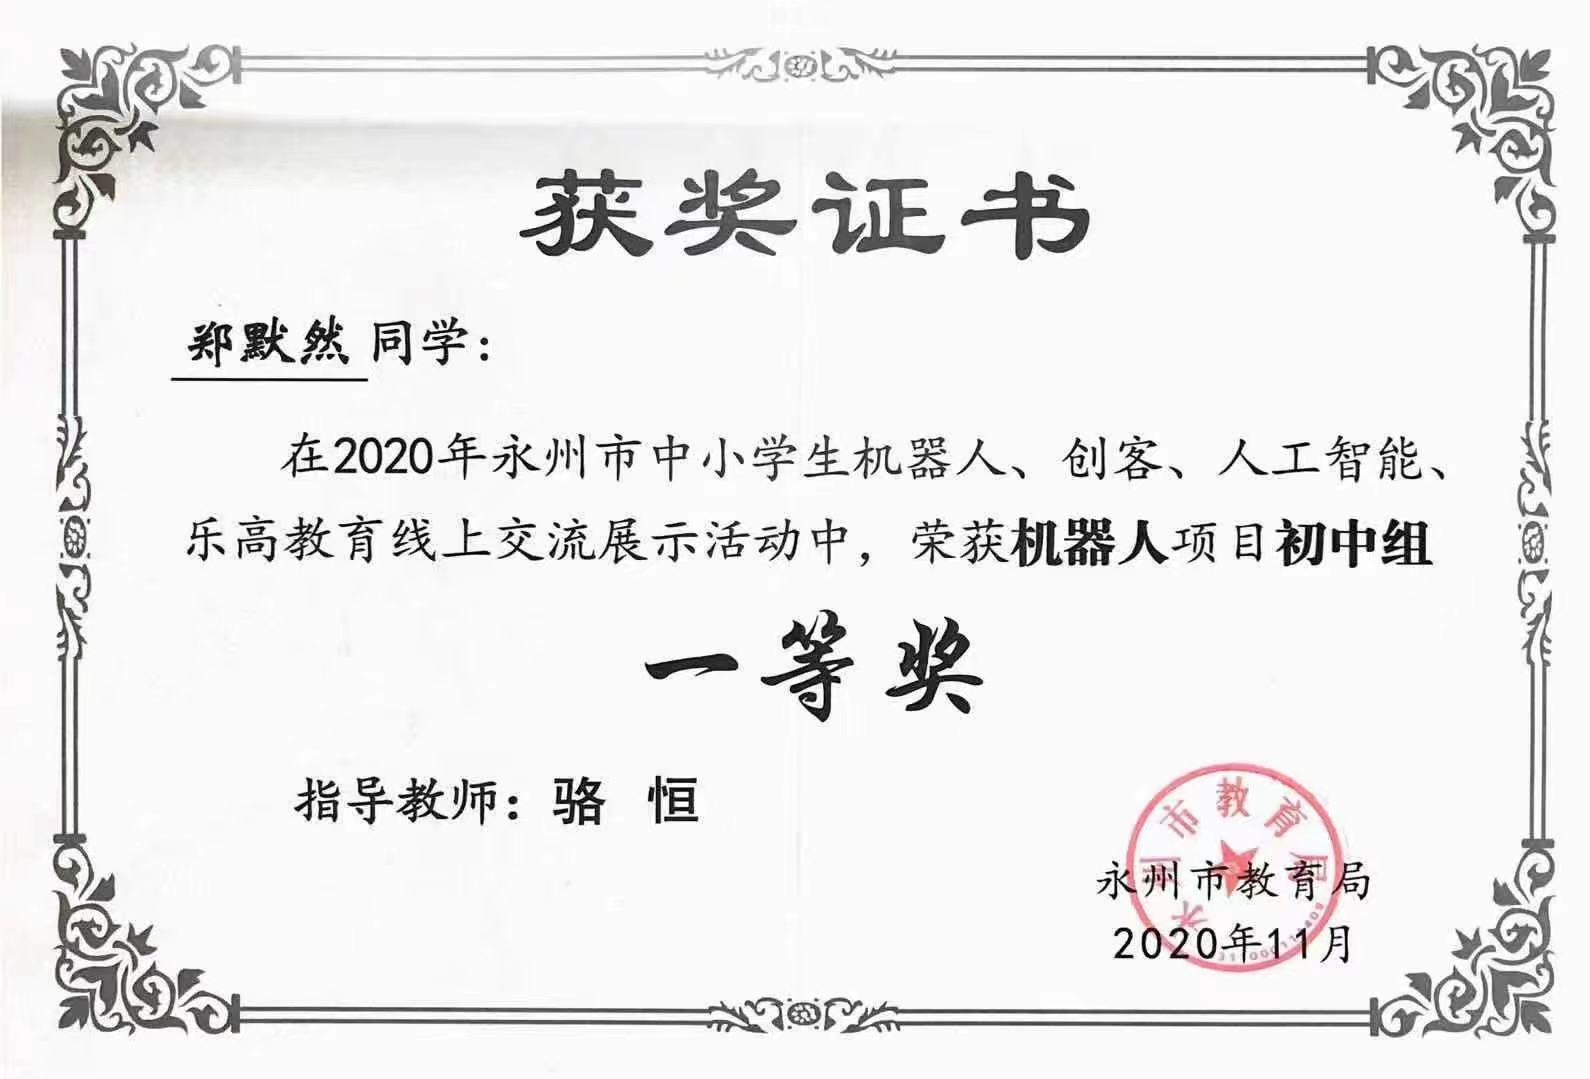 获奖证书
郑默然同学：
在2020年永州市中小学生机器人、创客、人工智能、
乐高教育线上交流展示活动中，荣获机器人项目初中组
一等奖
指导教师：骆 恒
永州市教育局
永州市教育局
2020年11月